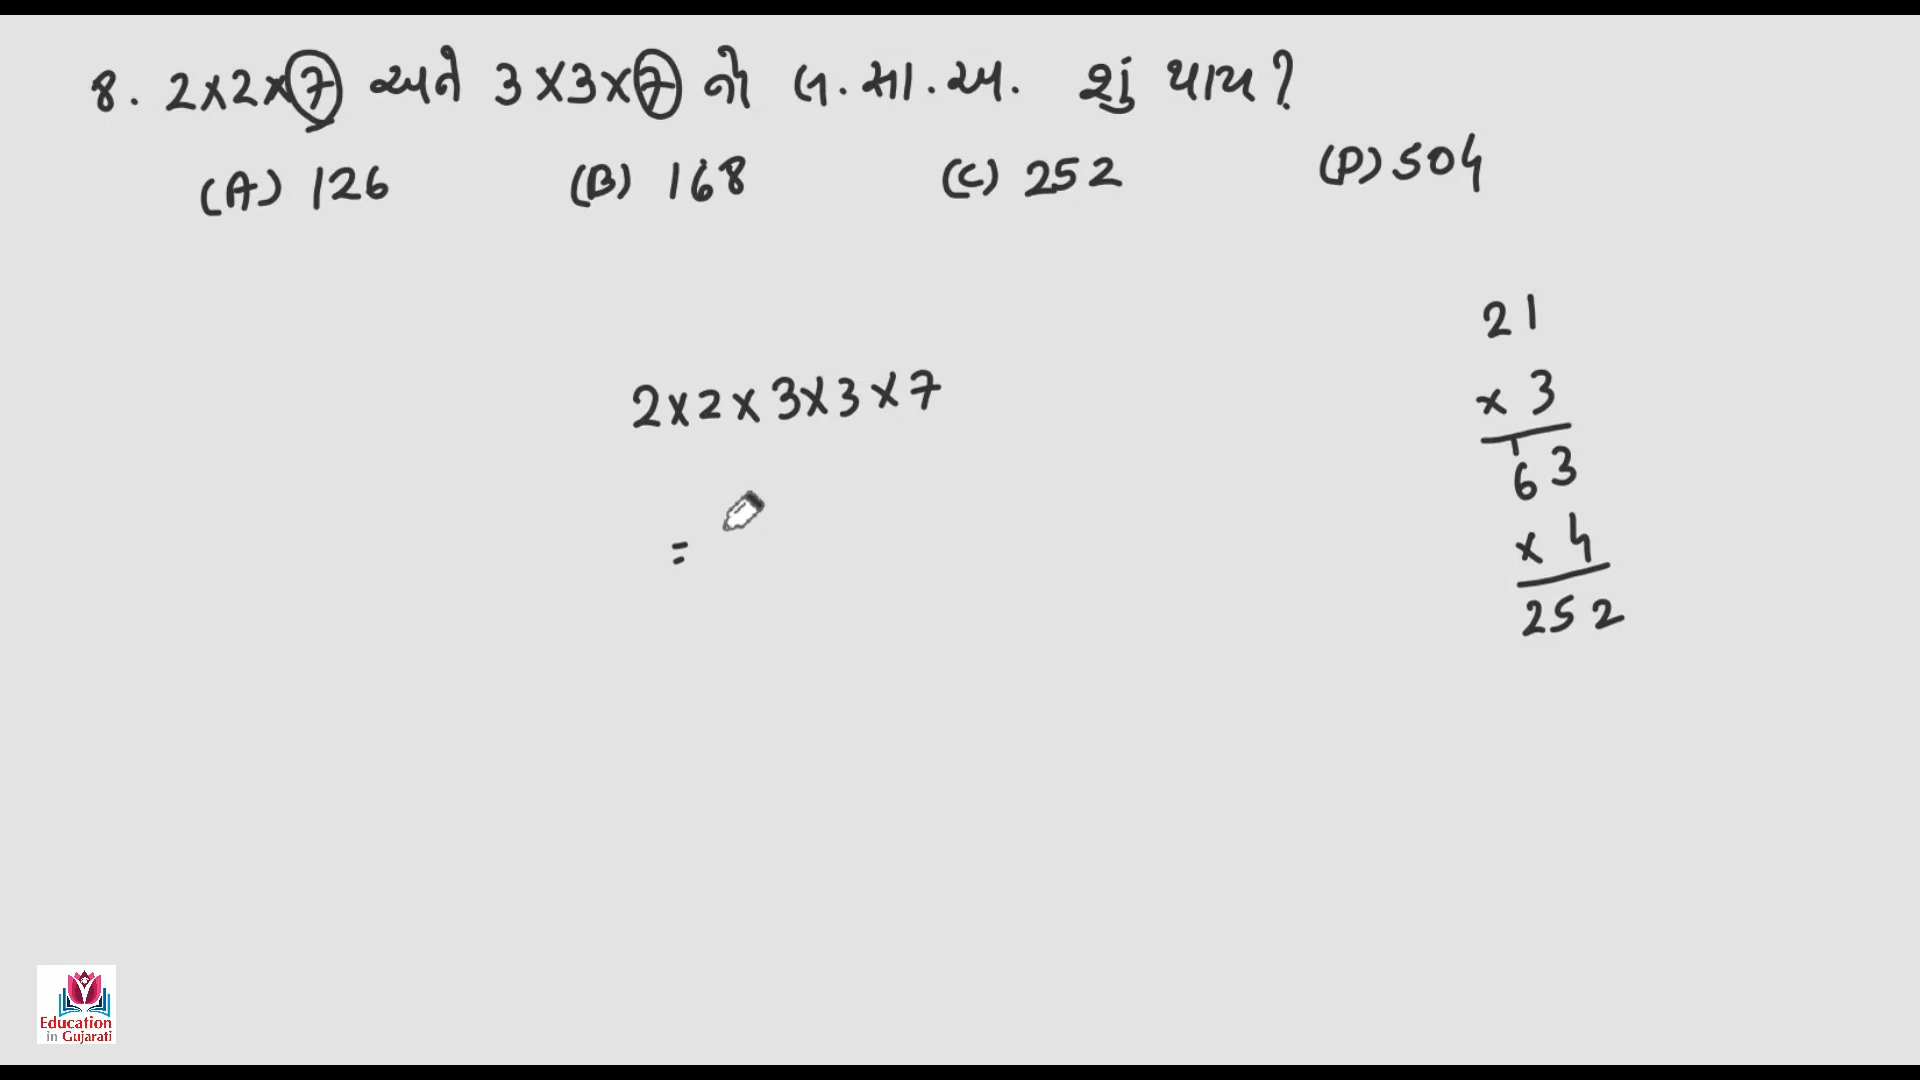 8. 2×2×7 અને 3×3×7 નો લ.સા.અ. શું થાય?
(A) 126 (B) 168 (C) 252 (D) 504
2×2×3×3×7
=
21
× 3
63
× 4
252
Education
in Gujarati